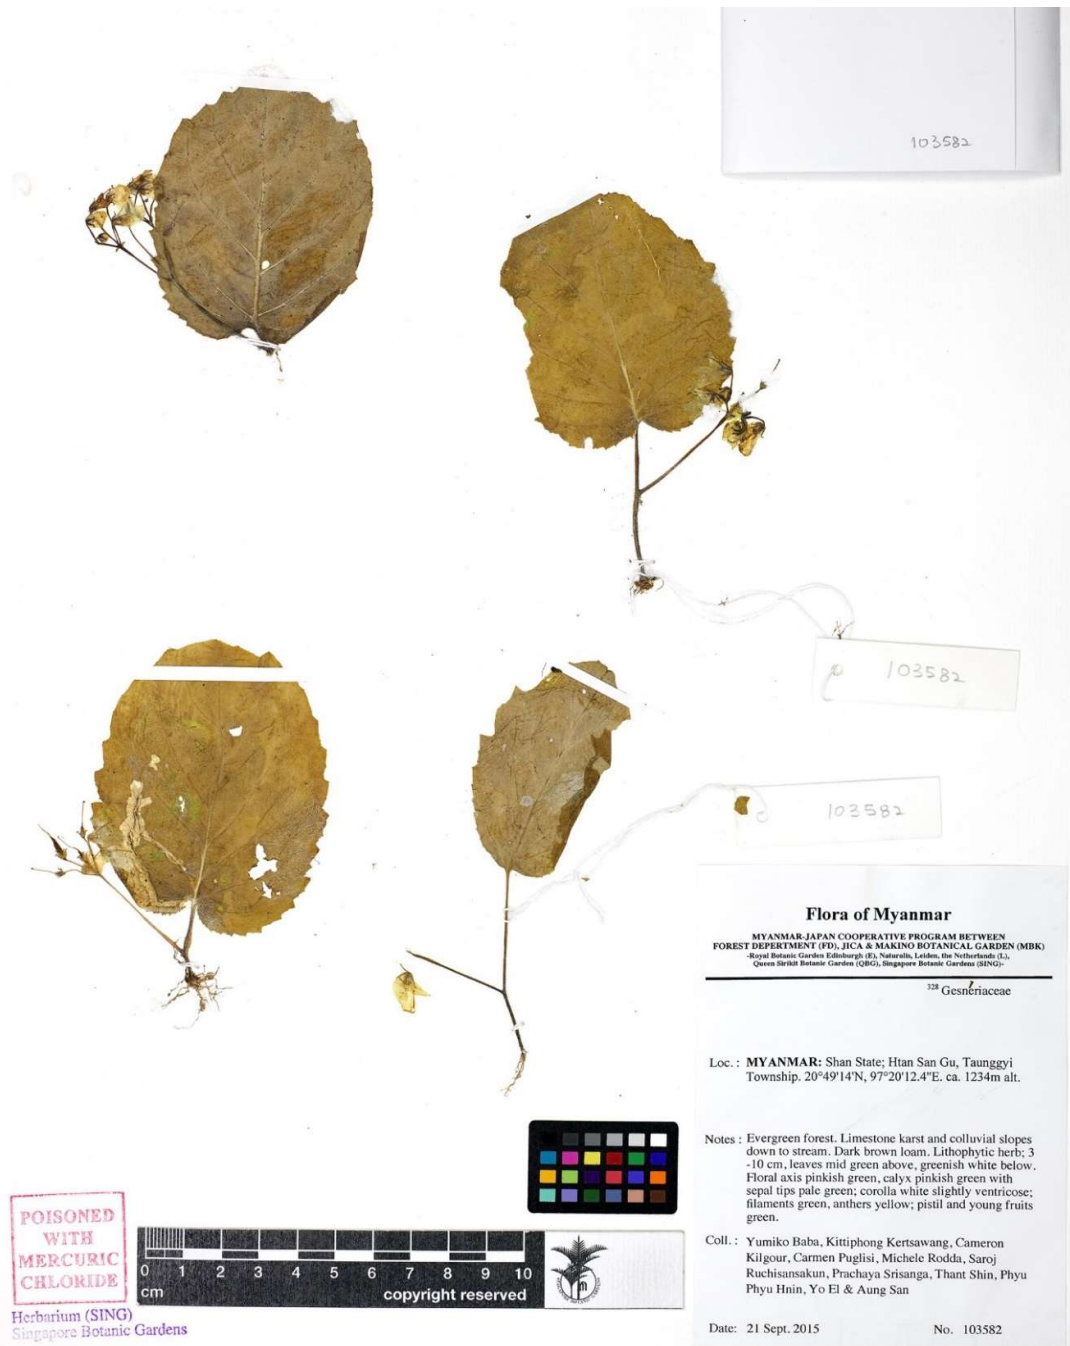 103582
103582
103582
Flora of Myanmar
MYANMAR-JAPAN COOPERATIVE PROGRAM BETWEEN
FOREST DEPERTMENT (FD), JICA & MAKINO BOTANICAL GARDEN (MBK)
-Royal Botanic Garden Edinburgh (E), Naturalis, Leiden, the Netherlands (L),
Queen Sirikit Botanic Garden (QBG), Singapore Botanic Gardens (SING)-
328 Gesneriaceae
Loc. : MYANMAR: Shan State; Htan San Gu, Taunggyi
Township. 20°49'14"N, 97°20'12.4"E. ca. 1234m alt.
Notes : Evergreen forest. Limestone karst and colluvial slopes
down to stream. Dark brown loam. Lithophytic herb; 3
-10 cm, leaves mid green above, greenish white below.
Floral axis pinkish green, calyx pinkish green with
sepal tips pale green; corolla white slightly ventricose;
filaments green, anthers yellow; pistil and young fruits
green.
Coll. : Yumiko Baba, Kittiphong Kertsawang, Cameron
Kilgour, Carmen Puglisi, Michele Rodda, Saroj
Ruchisansakun, Prachaya Srisanga, Thant Shin, Phyu
Phyu Hnin, Yo El & Aung San
Date: 21 Sept. 2015 No. 103582
POISONED
WITH
MERCURIC
CHLORIDE
Herbarium (SING)
Singapore Botanic Gardens
0 1 2 3 4 5 6 7 8 9 10
cm copyright reserved